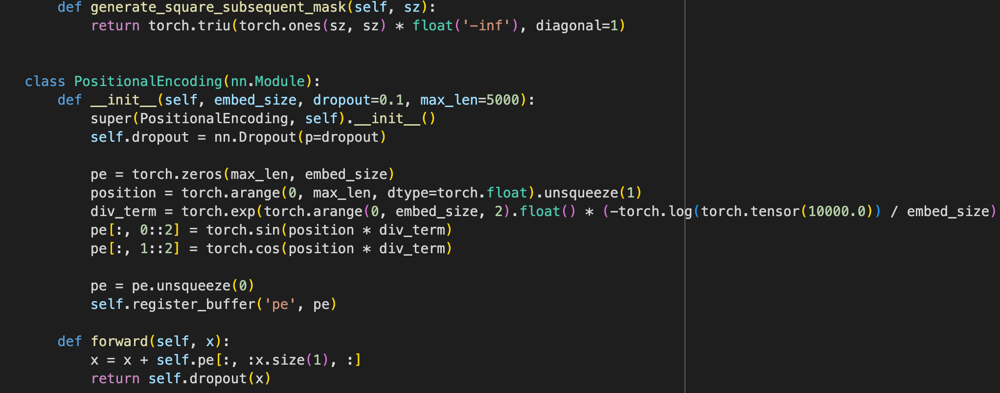 def generate_square_subsequent_mask(self, sz):
return torch.triu(torch.ones(sz, sz) * float('-inf'), diagonal=1)
class PositionalEncoding(nn.Module):
def __init__(self, embed_size, dropout=0.1, max_len=5000):
super(PositionalEncoding, self).__init__()
self.dropout = nn.Dropout(p=dropout)
pe = torch.zeros(max_len, embed_size)
position = torch.arange(0, max_len, dtype=torch.float).unsqueeze(1)
div_term = torch.exp(torch.arange(0, embed_size, 2).float() * (-torch.log(torch.tensor(10000.0)) / embed_size)
pe[:, 0::2] = torch.sin(position * div_term)
pe[:, 1::2] = torch.cos(position * div_term)
pe = pe.unsqueeze(0)
self.register_buffer('pe', pe)
def forward(self, x):
x = x + self.pe[:, :x.size(1), :]
return self.dropout(x)